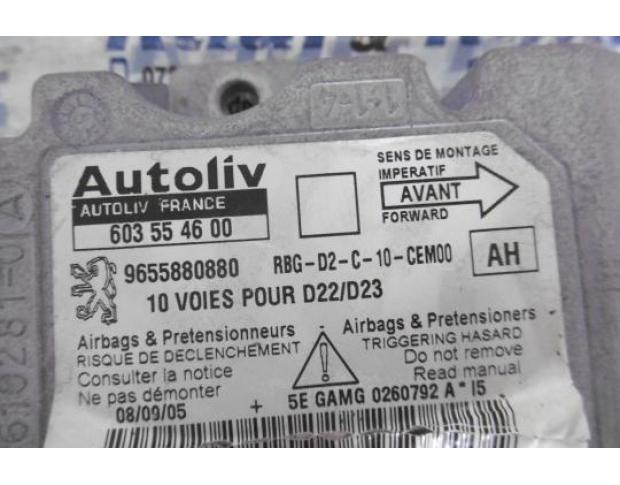 Autoliv
AUTOLIV FRANCE
603 55 46 00
SENS DE MONTAGE
IMPERATIF
AVANT
FORWARD
9655880880 RBG-D2-C-10-CEM00 AH
10 VOIES POUR D22/D23
Airbags & Pretensionneurs
RISQUE DE DECLENCHEMENT
Consulter la notice
Ne pas démonter
08/09/05
Airbags & Pretensioners
TRIGGERING HASARD
Do not remove
Read manual
+ 5E GAMG 0260792 A * I5